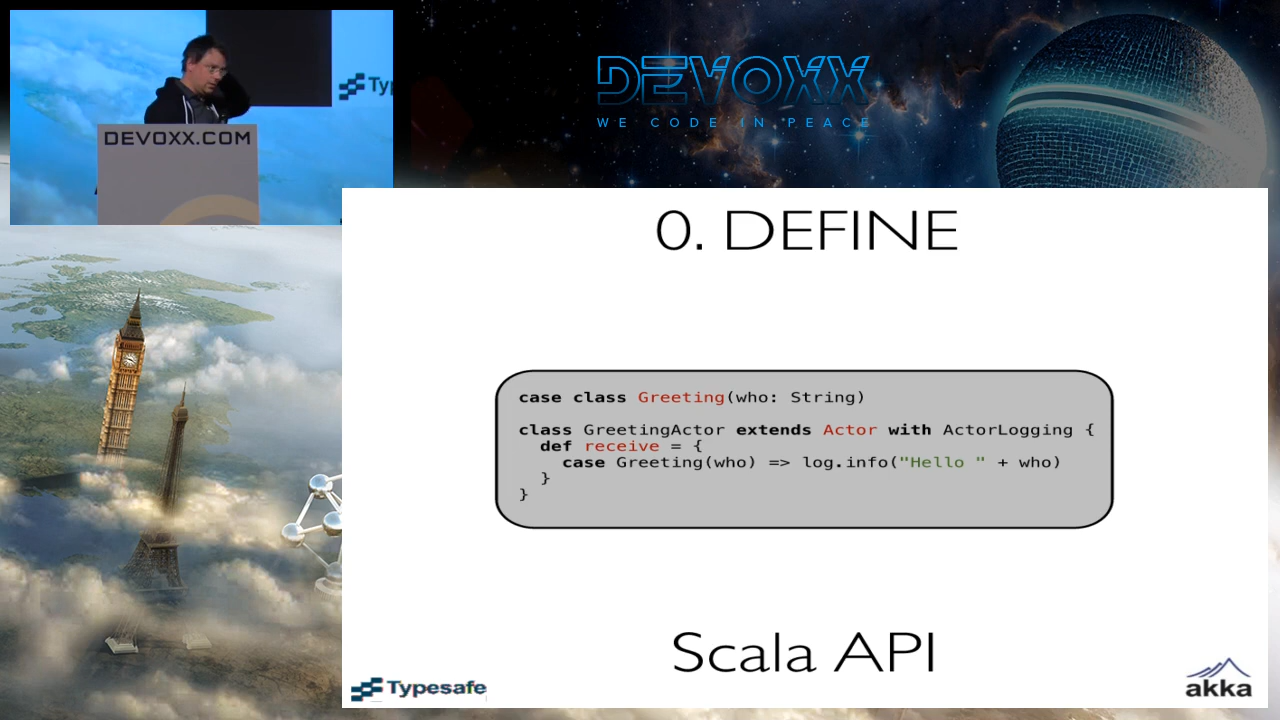 Ty
DEVOXX.COM
DEVOXX
WE CODE IN PEACE
0. DEFINE
case class Greeting(who: String)
class GreetingActor extends Actor with ActorLogging {
  def receive = {
    case Greeting(who) => log.info("Hello " + who)
  }
}
Scala API
Typesafe
akka